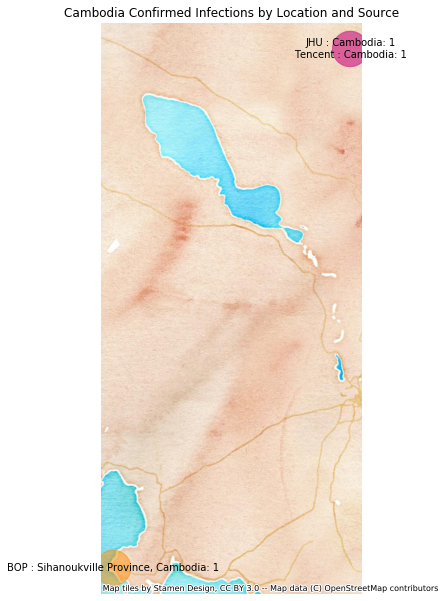 Cambodia Confirmed Infections by Location and Source
JHU : Cambodia: 1
Tencent : Cambodia: 1
BOP : Sihanoukville Province, Cambodia: 1
Map tiles by Stamen Design, CC BY 3.0 -- Map data (C) OpenStreetMap contributors